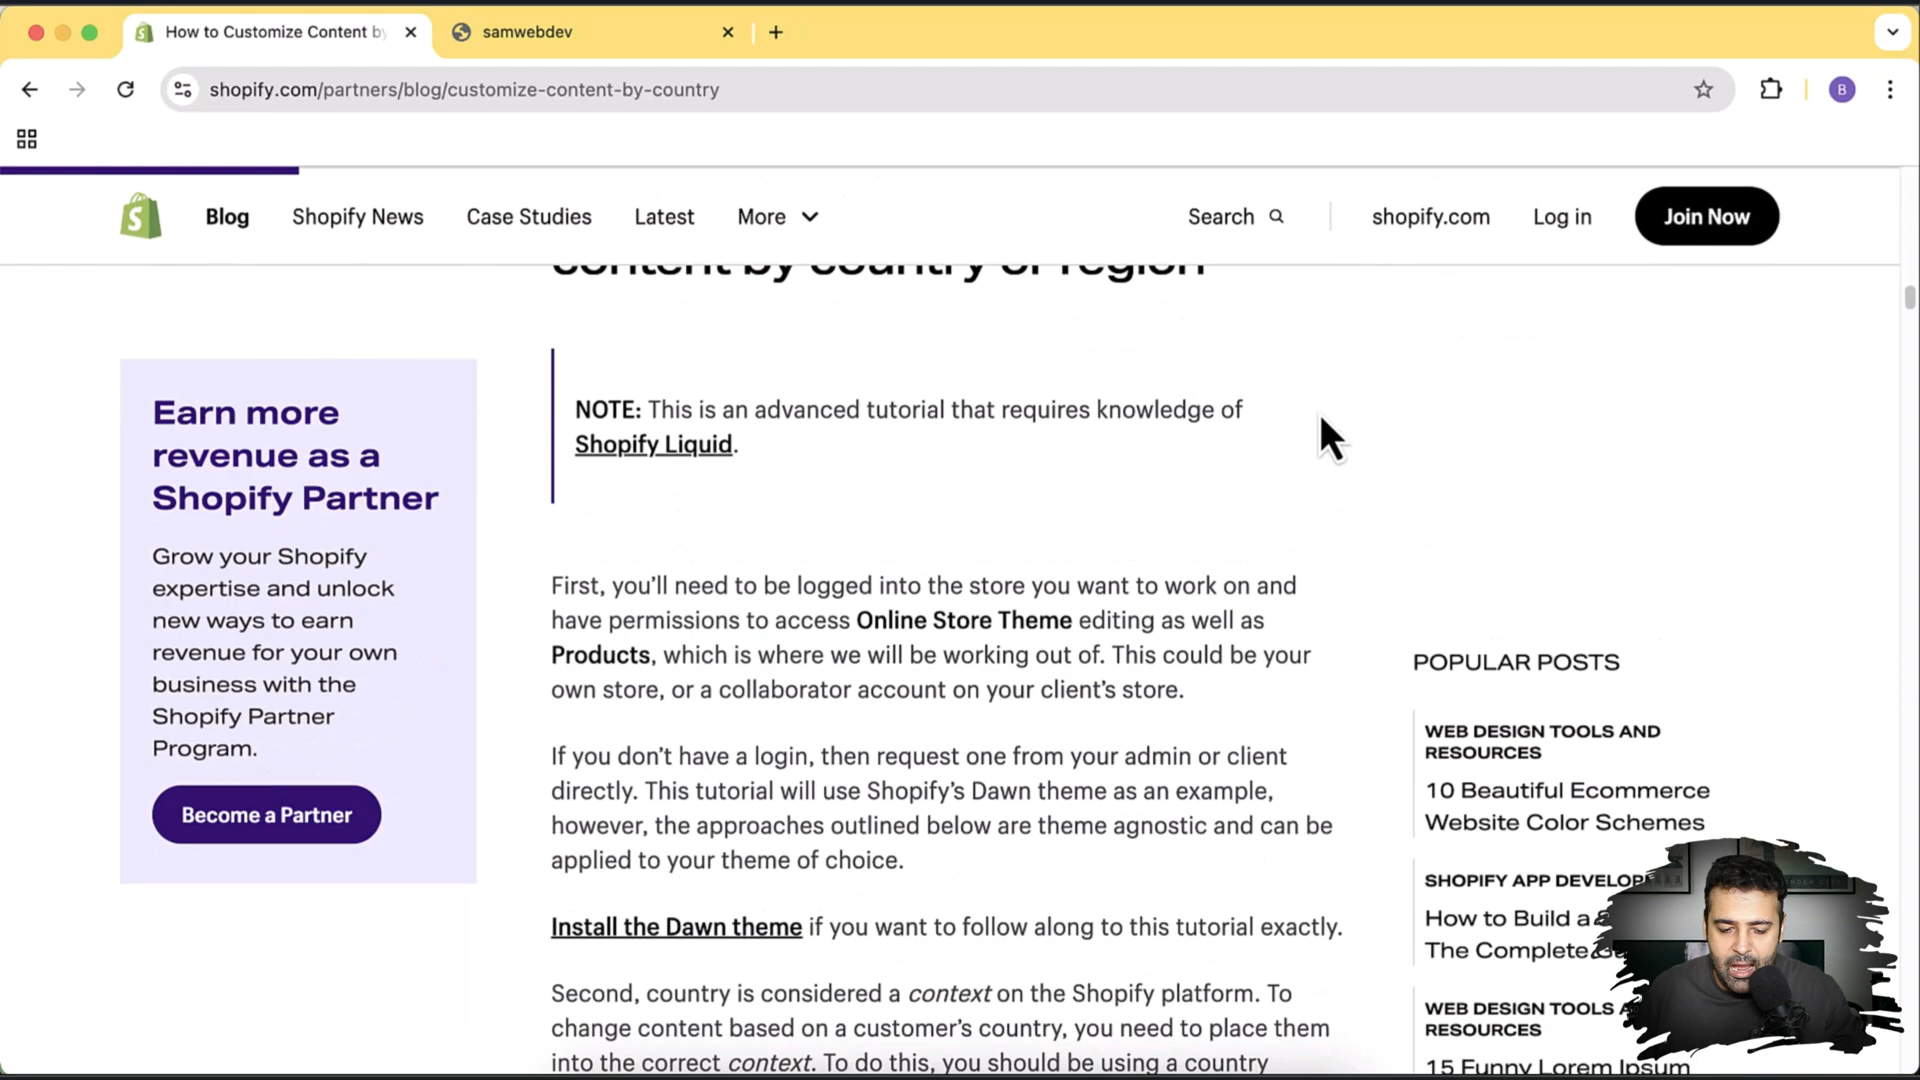 How to Customize Content by
samwebdev
shopify.com/partners/blog/customize-content-by-country
B
Blog
Shopify News
Case Studies
Latest
More
Search
shopify.com
Log in
Join Now
content by country or region
Earn more
revenue as a
Shopify Partner
Grow your Shopify
expertise and unlock
new ways to earn
revenue for your own
business with the
Shopify Partner
Program.
Become a Partner
NOTE: This is an advanced tutorial that requires knowledge of
Shopify Liquid.
First, you’ll need to be logged into the store you want to work on and
have permissions to access Online Store Theme editing as well as
Products, which is where we will be working out of. This could be your
own store, or a collaborator account on your client’s store.
If you don’t have a login, then request one from your admin or client
directly. This tutorial will use Shopify’s Dawn theme as an example,
however, the approaches outlined below are theme agnostic and can be
applied to your theme of choice.
Install the Dawn theme if you want to follow along to this tutorial exactly.
Second, country is considered a context on the Shopify platform. To
change content based on a customer’s country, you need to place them
into the correct context. To do this, you should be using a country
POPULAR POSTS
WEB DESIGN TOOLS AND
RESOURCES
10 Beautiful Ecommerce
Website Color Schemes
SHOPIFY APP DEVELOP
How to Build a
The Complete
WEB DESIGN TOOLS
RESOURCES
15 Funny Lorem Ipsum